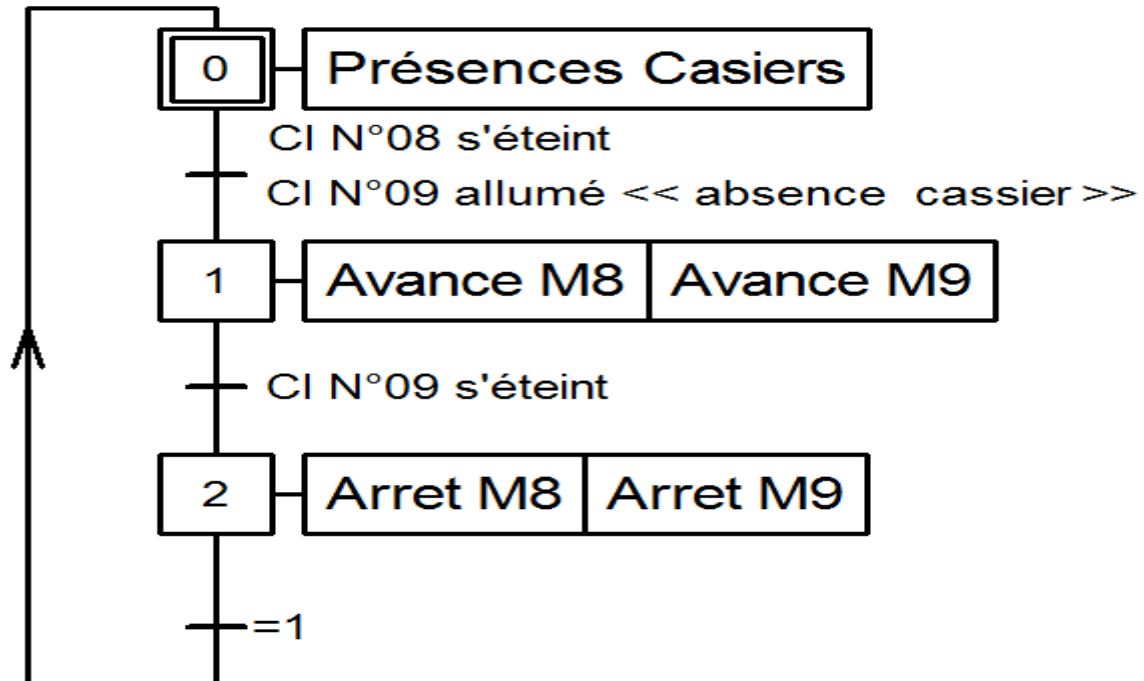 0 Présences Casiers
CI N°08 s'éteint
CI N°09 allumé << absence cassier >>
1 Avance M8 Avance M9
CI N°09 s'éteint
2 Arret M8 Arret M9
=1